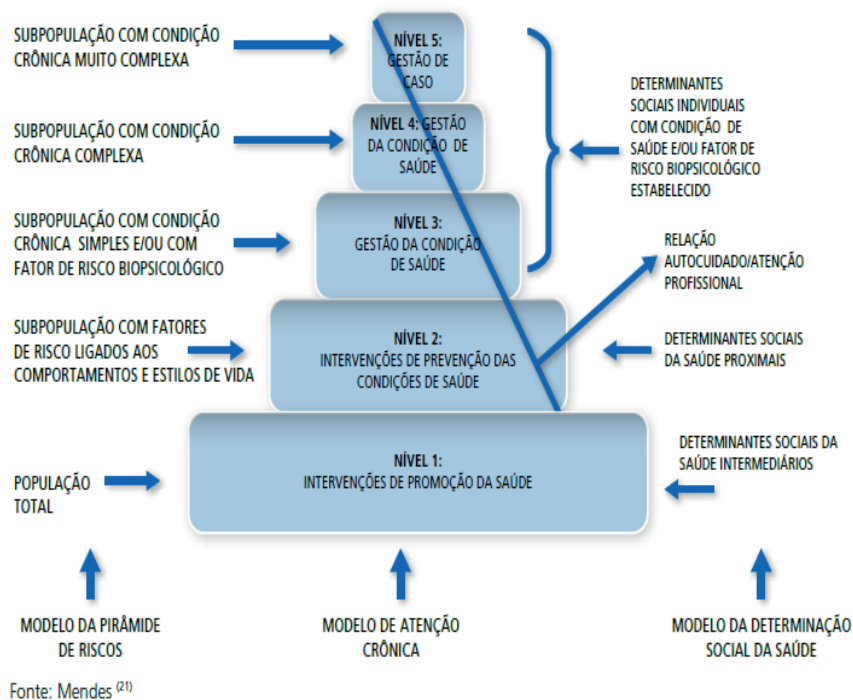 SUBPOPULAÇÃO COM CONDIÇÃO
CRÔNICA MUITO COMPLEXA
SUBPOPULAÇÃO COM CONDIÇÃO
CRÔNICA COMPLEXA
SUBPOPULAÇÃO COM CONDIÇÃO
CRÔNICA SIMPLES E/OU COM
FATOR DE RISCO BIOPSICOLÓGICO
SUBPOPULAÇÃO COM FATORES
DE RISCO LIGADOS AOS
COMPORTAMENTOS E ESTILOS DE VIDA
POPULAÇÃO
TOTAL
NÍVEL 5:
GESTÃO DE
CASO
NÍVEL 4: GESTÃO
DA CONDIÇÃO DE
SAÚDE
NÍVEL 3:
GESTÃO DA CONDIÇÃO
DE SAÚDE
NÍVEL 2:
INTERVENÇÕES DE PREVENÇÃO DAS
CONDIÇÕES DE SAÚDE
NÍVEL 1:
INTERVENÇÕES DE PROMOÇÃO DA SAÚDE
DETERMINANTES
SOCIAIS INDIVIDUAIS
COM CONDIÇÃO DE
SAÚDE E/OU FATOR DE
RISCO BIOPSICOLÓGICO
ESTABELECIDO
RELAÇÃO
AUTOCUIDADO/ATENÇÃO
PROFISSIONAL
DETERMINANTES SOCIAIS
DA SAÚDE PROXIMAIS
DETERMINANTES SOCIAIS DA
SAÚDE INTERMEDIÁRIOS
MODELO DA PIRÂMIDE
DE RISCOS
MODELO DE ATENÇÃO
CRÔNICA
MODELO DA DETERMINAÇÃO
SOCIAL DA SAÚDE
Fonte: Mendes (21)